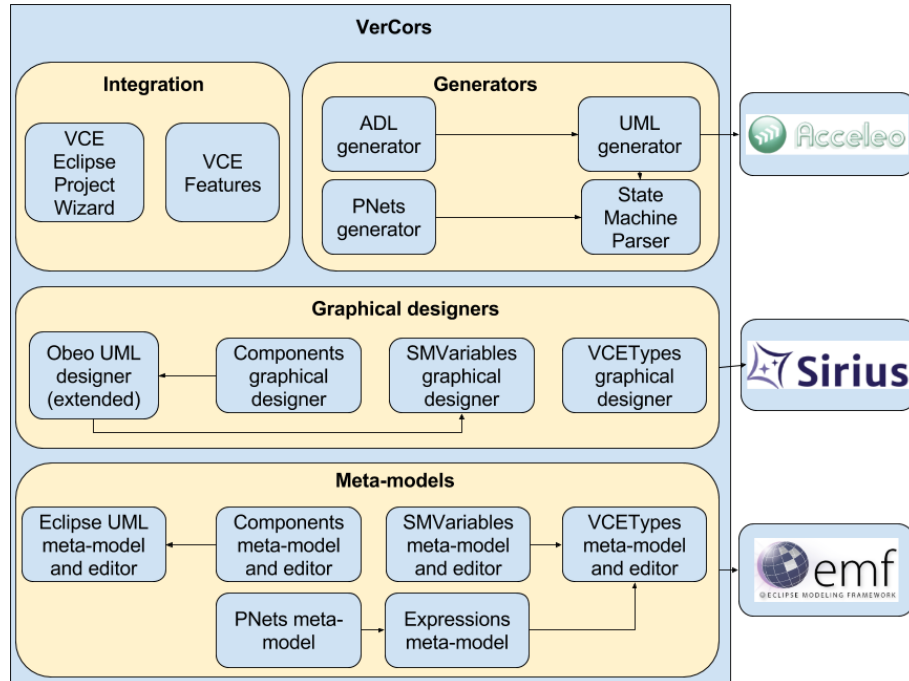 VerCors
Integration
VCE
Eclipse
Project
Wizard
VCE
Features
Generators
ADL
generator
UML
generator
PNets
generator
State
Machine
Parser
Acceleo
Graphical designers
Obeo UML
designer
(extended)
Components
graphical
designer
SMVariables
graphical
designer
VCETypes
graphical
designer
Sirius
Meta-models
Eclipse UML
meta-model
and editor
Components
meta-model
and editor
SMVariables
meta-model
and editor
VCETypes
meta-model
and editor
PNets meta-
model
Expressions
meta-model
emf
ECLIPSE MODELING FRAMEWORK